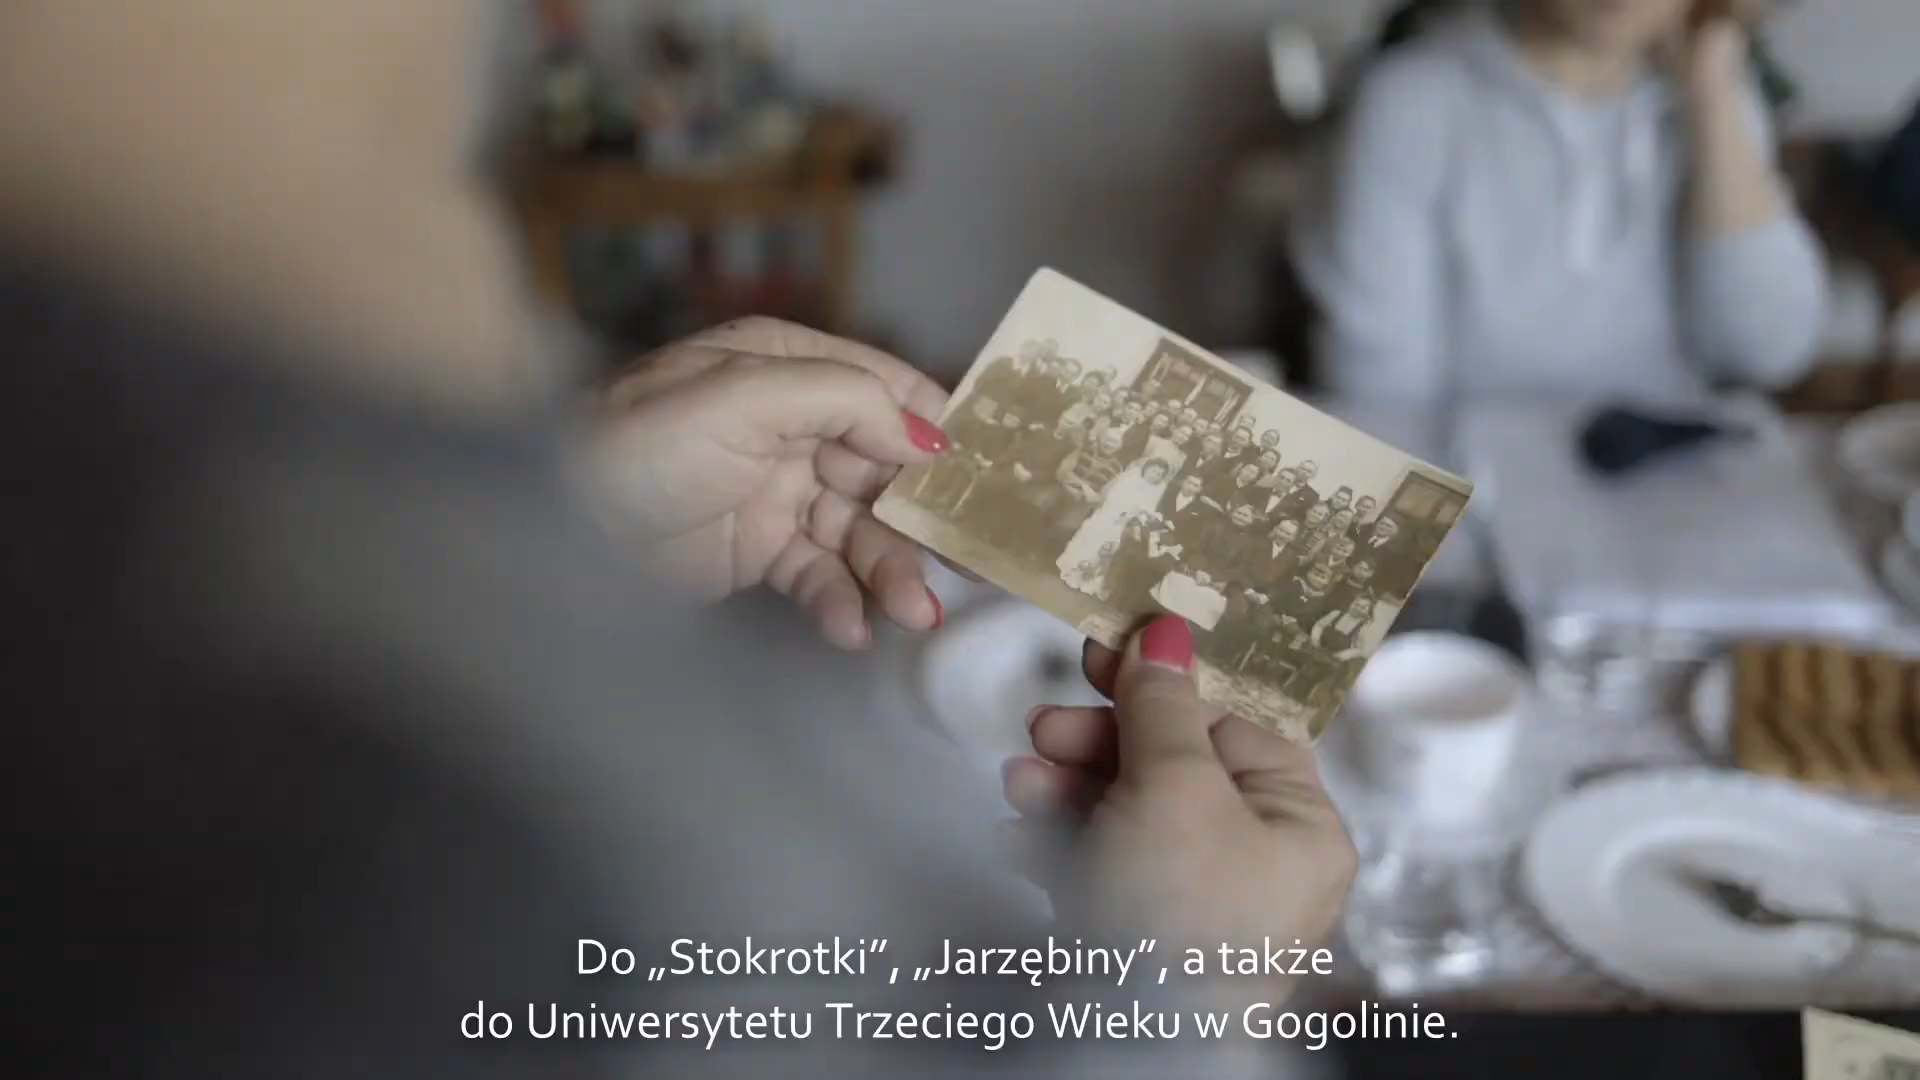 Do „Stokrotki”, „Jarzębiny”, a także
do Uniwersytetu Trzeciego Wieku w Gogolinie.